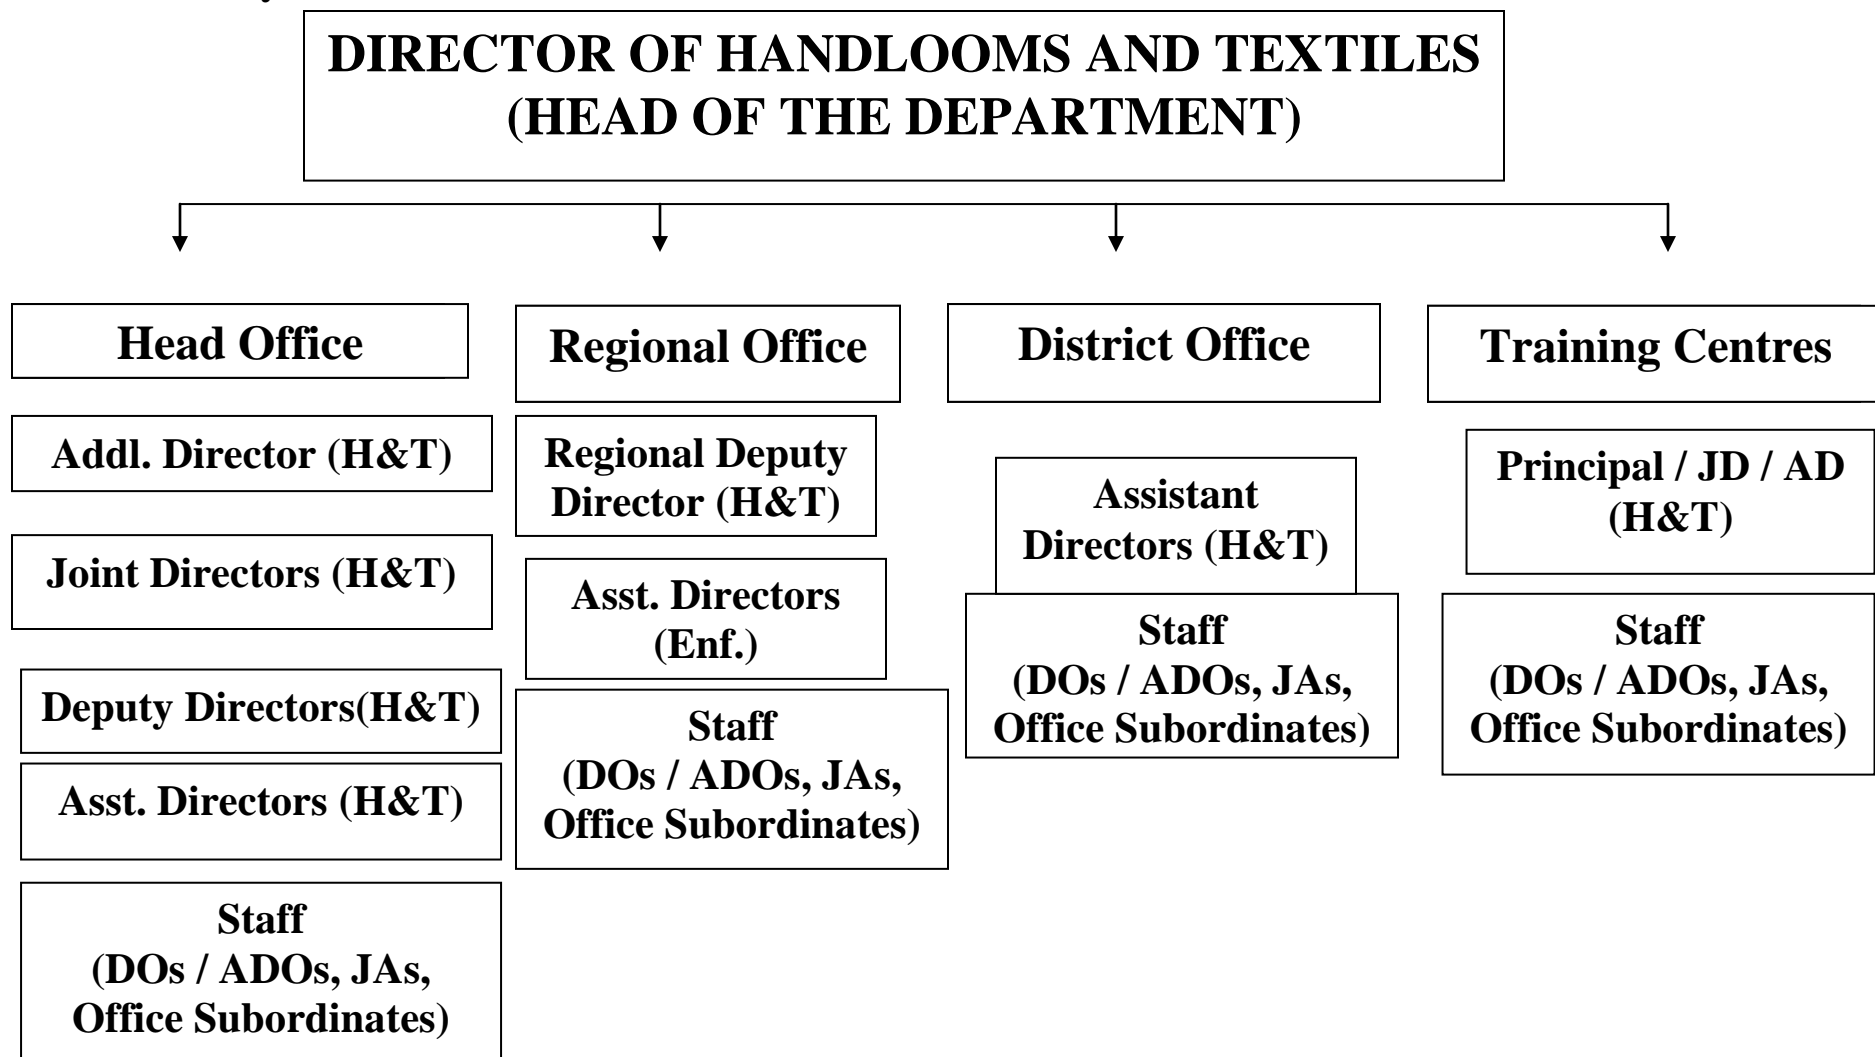 DIRECTOR OF HANDLOOMS AND TEXTILES
(HEAD OF THE DEPARTMENT)
Head Office
Addl. Director (H&T)
Joint Directors (H&T)
Deputy Directors(H&T)
Asst. Directors (H&T)
Staff
(DOs / ADOs, JAs,
Office Subordinates)
Regional Office
Regional Deputy
Director (H&T)
Asst. Directors
(Enf.)
Staff
(DOs / ADOs, JAs,
Office Subordinates)
District Office
Assistant
Directors (H&T)
Staff
(DOs / ADOs, JAs,
Office Subordinates)
Training Centres
Principal / JD / AD
(H&T)
Staff
(DOs / ADOs, JAs,
Office Subordinates)